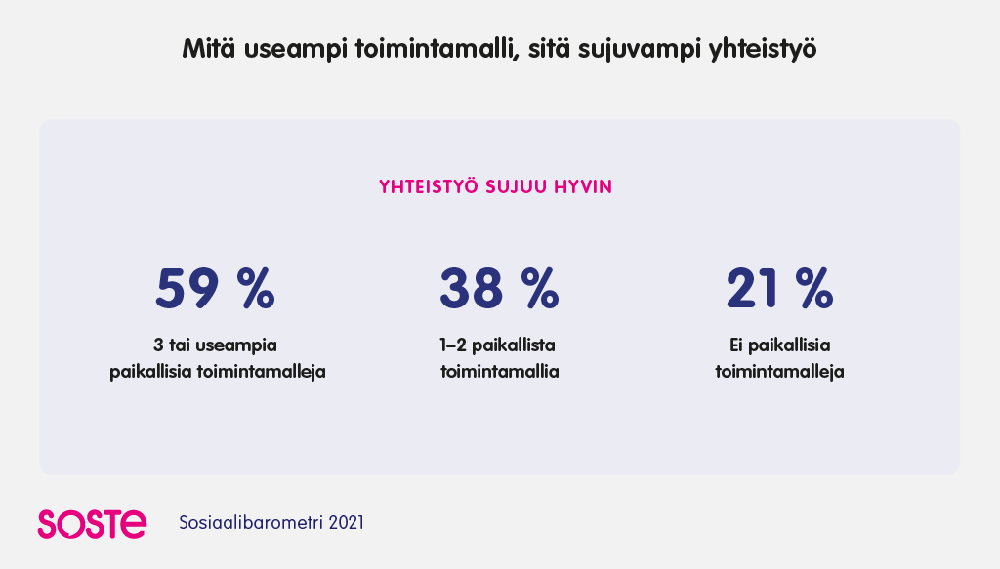 Mitä useampi toimintamalli, sitä sujuvampi yhteistyö
YHTEISTYÖ SUJUU HYVIN
59 %
3 tai useampia
paikallisia toimintamalleja
38 %
1–2 paikallista
toimintamallia
21 %
Ei paikallisia
toimintamalleja
SOSTE
Sosiaalibarometri 2021